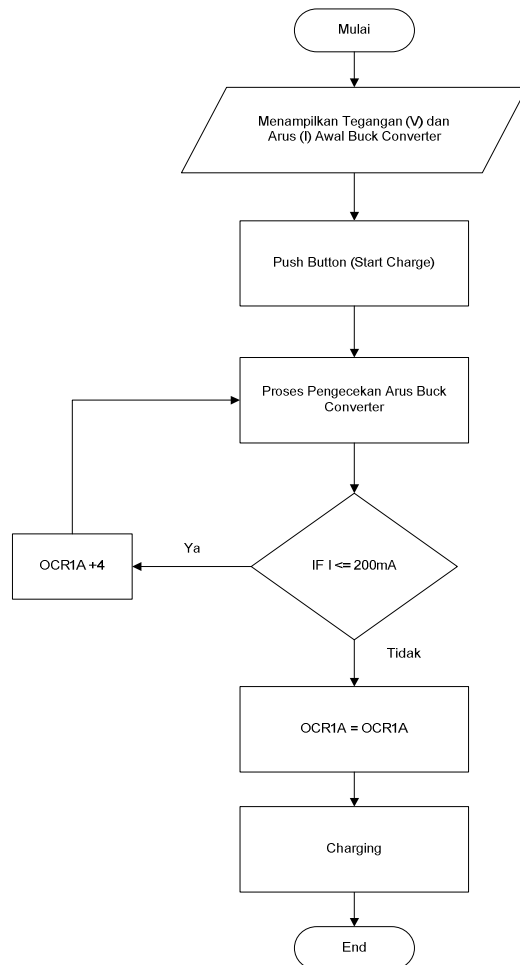 Mulai
Menampilkan Tegangan (V) dan
Arus (I) Awal Buck Converter
Push Button (Start Charge)
Proses Pengecekan Arus Buck
Converter
Ya
OCR1A +4
IF I <= 200mA
Tidak
OCR1A = OCR1A
Charging
End